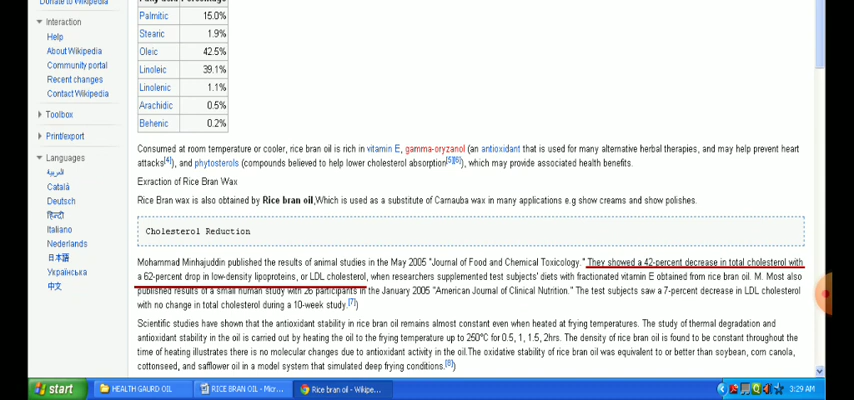 Donate to Wikipedia
Interaction
Help
About Wikipedia
Community portal
Recent changes
Contact Wikipedia
Toolbox
Print/export
Languages
العربية
Català
Deutsch
हिन्दी
Italiano
Nederlands
日本語
Українська
中文
Palmitic 15.0%
Stearic 1.9%
Oleic 42.5%
Linoleic 39.1%
Linolenic 1.1%
Arachidic 0.5%
Behenic 0.2%
Consumed at room temperature or cooler, rice bran oil is rich in vitamin E, gamma-oryzanol (an antioxidant that is used for many alternative herbal therapies, and may help prevent heart
attacks[4]), and phytosterols (compounds believed to help lower cholesterol absorption[5][6]), which may provide associated health benefits.
Exraction of Rice Bran Wax
Rice Bran wax is also obtained by Rice bran oil,Which is used as a substitute of Carnauba wax in many applications e.g show creams and show polishes.
Cholesterol Reduction
Mohammad Minhajuddin published the results of animal studies in the May 2005 "Journal of Food and Chemical Toxicology." They showed a 42-percent decrease in total cholesterol with
a 62-percent drop in low-density lipoproteins, or LDL cholesterol, when researchers supplemented test subjects' diets with fractionated vitamin E obtained from rice bran oil. M. Most also
published results of a small human study with 26 participants in the January 2005 "American Journal of Clinical Nutrition." The test subjects saw a 7-percent decrease in LDL cholesterol
with no change in total cholesterol during a 10-week study.[7])
Scientific studies have shown that the antioxidant stability in rice bran oil remains almost constant even when heated at frying temperatures. The study of thermal degradation and
antioxidant stability in the oil is carried out by heating the oil to the frying temperature up to 250°C for 0.5, 1, 1.5, 2hrs. The density of rice bran oil is found to be constant throughout the
time of heating illustrates there is no molecular changes due to antioxidant activity in the oil.The oxidative stability of rice bran oil was equivalent to or better than soybean, corn canola,
cottonseed, and safflower oil in a model system that simulated deep frying conditions.[8])
start
HEALTH GAURD OIL
RICE BRAN OIL - Micr...
Rice bran oil - Wikipe...
3:29 AM